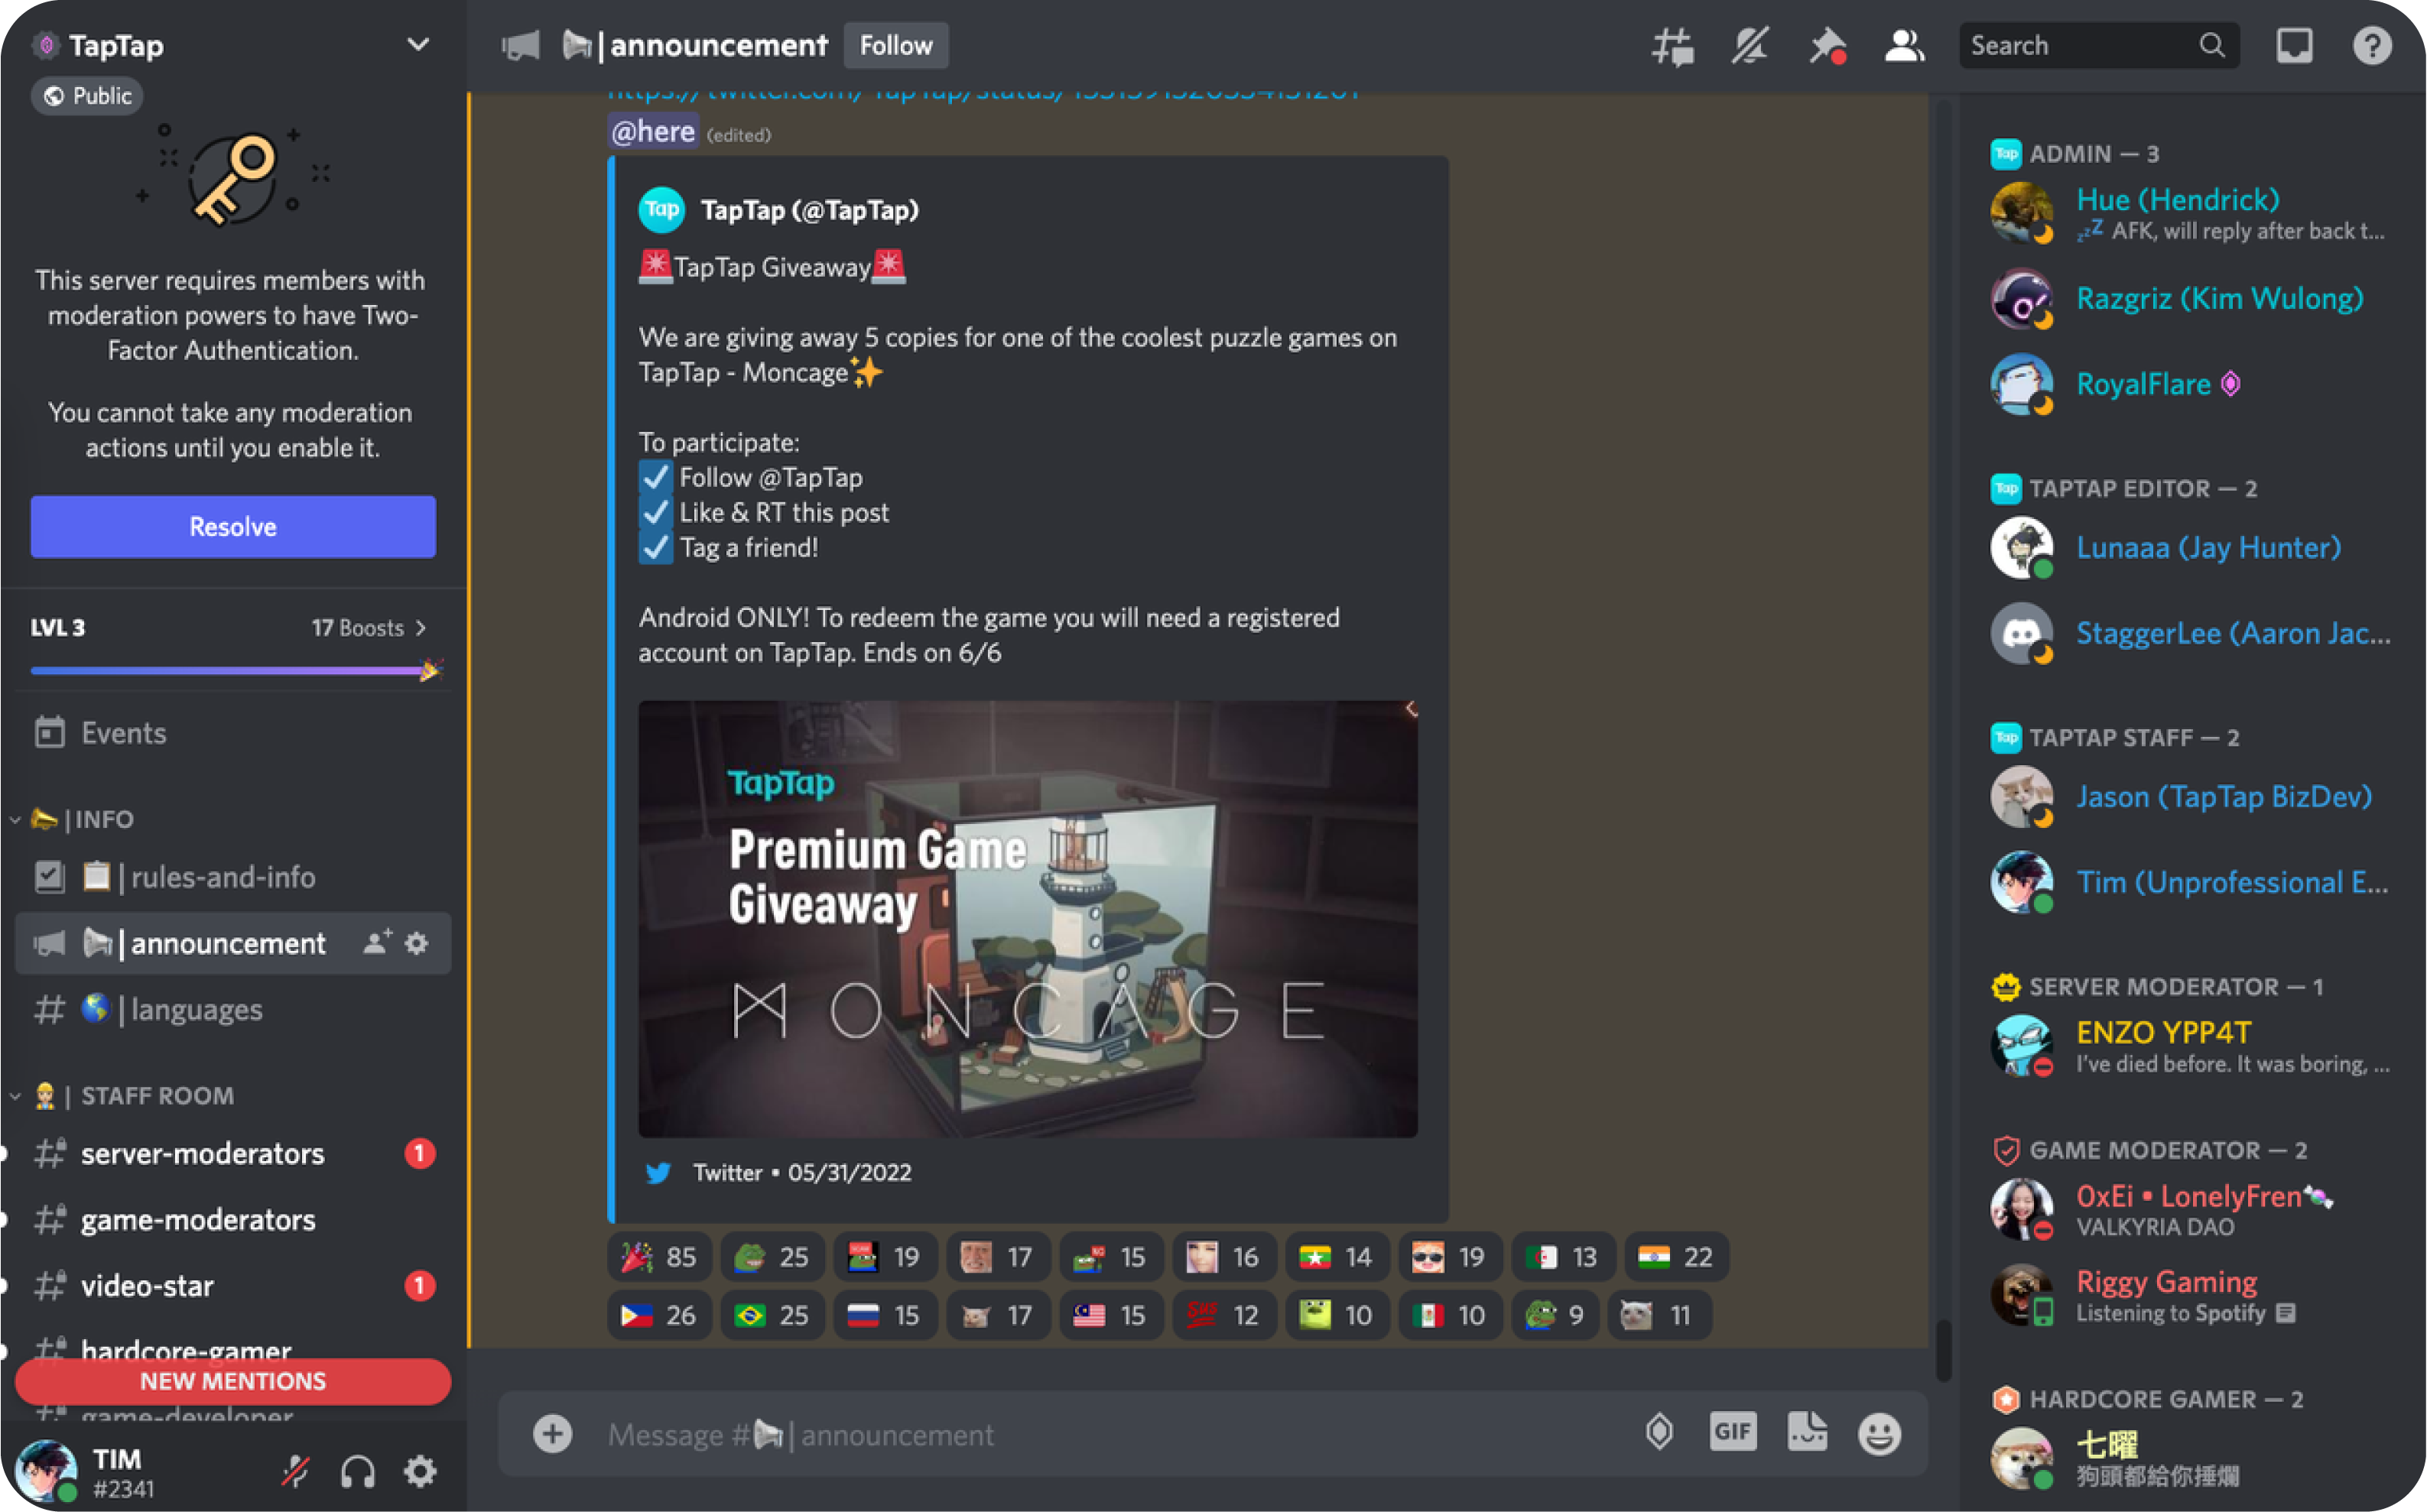 TapTap
Public
This server requires members with
moderation powers to have Two-
Factor Authentication.
You cannot take any moderation
actions until you enable it.
Resolve
LVL 3
17 Boosts
Events
| INFO
| rules-and-info
| announcement
| languages
| STAFF ROOM
server-moderators
1
game-moderators
video-star
1
hardcore-gamer
NEW MENTIONS
game-developer
TIM
#2341
| announcement
Follow
Search
@here (edited)
Tap
TapTap (@TapTap)
TapTap Giveaway
We are giving away 5 copies for one of the coolest puzzle games on
TapTap - Moncage
To participate:
Follow @TapTap
Like & RT this post
Tag a friend!
Android ONLY! To redeem the game you will need a registered
account on TapTap. Ends on 6/6
TapTap
Premium Game
Giveaway
MONCAGE
Twitter • 05/31/2022
85 25 19 17 15 16 14 19 13 22
26 25 15 17 15 SUS 12 10 10 9 11
Message # | announcement
GIF
Tap ADMIN — 3
Hue (Hendrick)
zzZ AFK, will reply after back t...
Razgriz (Kim Wulong)
RoyalFlare
Tap TAPTAP EDITOR — 2
Lunaaa (Jay Hunter)
StaggerLee (Aaron Jac...
Tap TAPTAP STAFF — 2
Jason (TapTap BizDev)
Tim (Unprofessional E...
SERVER MODERATOR — 1
ENZO YPP4T
I've died before. It was boring, ...
GAME MODERATOR — 2
0xEi • LonelyFren
VALKYRIA DAO
Riggy Gaming
Listening to Spotify
HARDCORE GAMER — 2
七曜
狗頭都給你捶爛